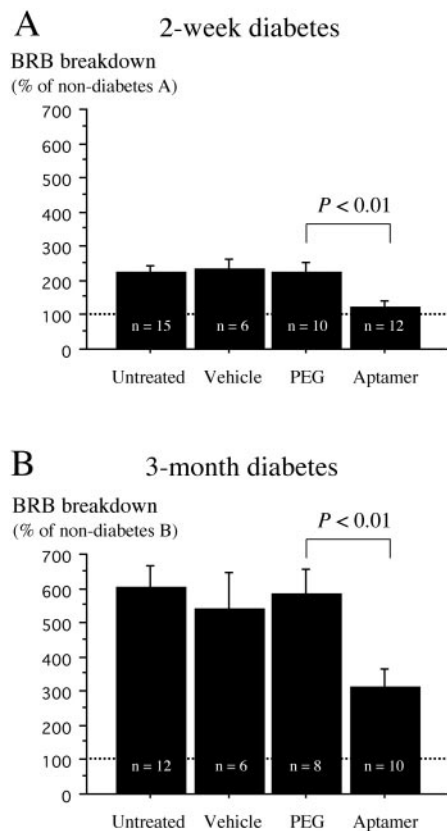 A 2-week diabetes
BRB breakdown
(% of non-diabetes A)
700
600
500
400
300
200
100
0
P < 0.01
n = 15 n = 6 n = 10 n = 12
Untreated Vehicle PEG Aptamer
B 3-month diabetes
BRB breakdown
(% of non-diabetes B)
700
600
500
400
300
200
100
0
P < 0.01
n = 12 n = 6 n = 8 n = 10
Untreated Vehicle PEG Aptamer